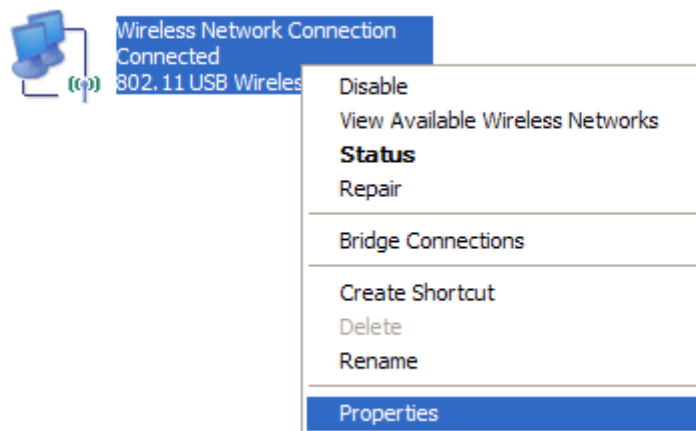 Wireless Network Connection
Connected
802.11 USB Wireles
Disable
View Available Wireless Networks
Status
Repair
Bridge Connections
Create Shortcut
Delete
Rename
Properties